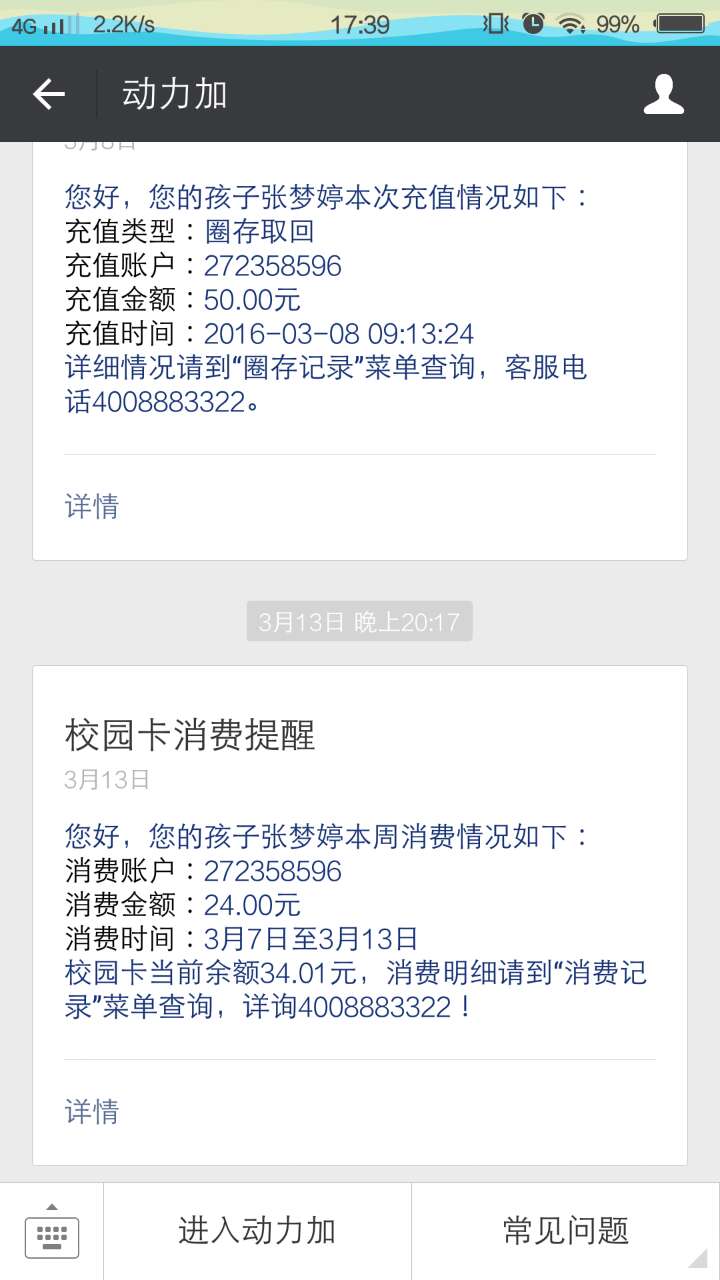 4G 2.2K/s 17:39 99%
动力加
3月8日
您好，您的孩子张梦婷本次充值情况如下：
充值类型：圈存取回
充值账户：272358596
充值金额：50.00元
充值时间：2016-03-08 09:13:24
详细情况请到“圈存记录”菜单查询，客服电
话4008883322。
详情
3月13日 晚上20:17
校园卡消费提醒
3月13日
您好，您的孩子张梦婷本周消费情况如下：
消费账户：272358596
消费金额：24.00元
消费时间：3月7日至3月13日
校园卡当前余额34.01元，消费明细请到“消费记
录”菜单查询，详询4008883322！
详情
进入动力加
常见问题